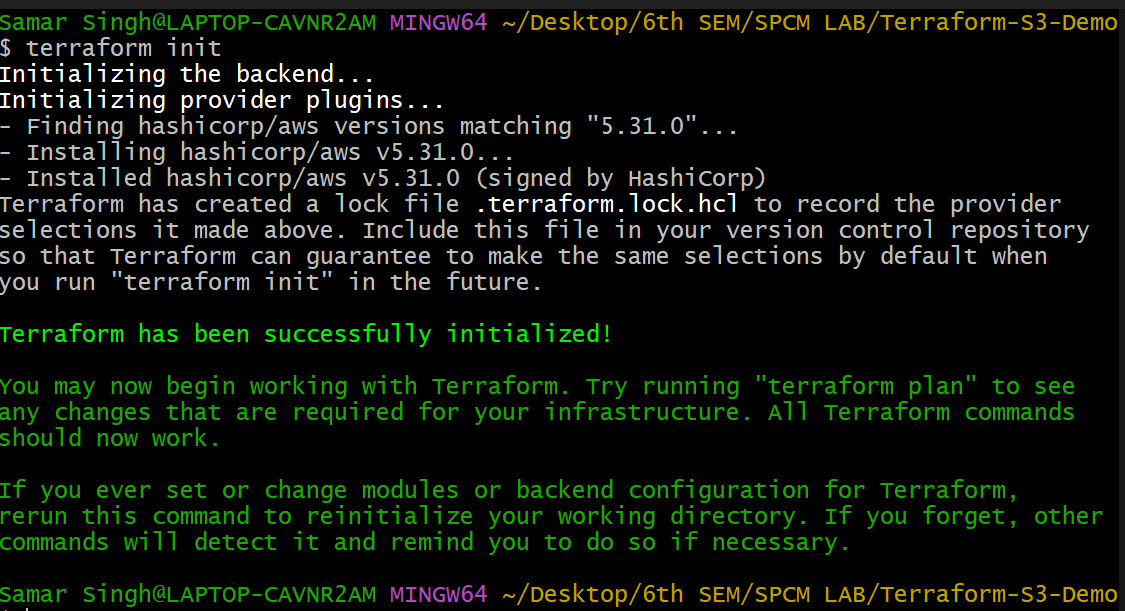 Samar Singh@LAPTOP-CAVNR2AM MINGW64 ~/Desktop/6th SEM/SPCM LAB/Terraform-S3-Demo
$ terraform init
Initializing the backend...
Initializing provider plugins...
- Finding hashicorp/aws versions matching "5.31.0"...
- Installing hashicorp/aws v5.31.0...
- Installed hashicorp/aws v5.31.0 (signed by HashiCorp)
Terraform has created a lock file .terraform.lock.hcl to record the provider
selections it made above. Include this file in your version control repository
so that Terraform can guarantee to make the same selections by default when
you run "terraform init" in the future.
Terraform has been successfully initialized!
You may now begin working with Terraform. Try running "terraform plan" to see
any changes that are required for your infrastructure. All Terraform commands
should now work.
If you ever set or change modules or backend configuration for Terraform,
rerun this command to reinitialize your working directory. If you forget, other
commands will detect it and remind you to do so if necessary.
Samar Singh@LAPTOP-CAVNR2AM MINGW64 ~/Desktop/6th SEM/SPCM LAB/Terraform-S3-Demo